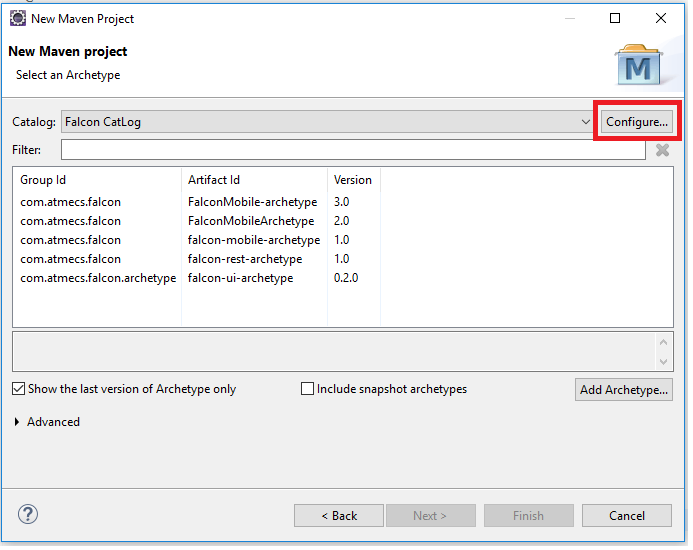 New Maven Project
New Maven project
Select an Archetype
M
Catalog: Falcon CatLog Configure...
Filter:
Group Id Artifact Id Version
com.atmecs.falcon FalconMobile-archetype 3.0
com.atmecs.falcon FalconMobileArchetype 2.0
com.atmecs.falcon falcon-mobile-archetype 1.0
com.atmecs.falcon falcon-rest-archetype 1.0
com.atmecs.falcon.archetype falcon-ui-archetype 0.2.0
Show the last version of Archetype only Include snapshot archetypes Add Archetype...
Advanced
? < Back Next > Finish Cancel